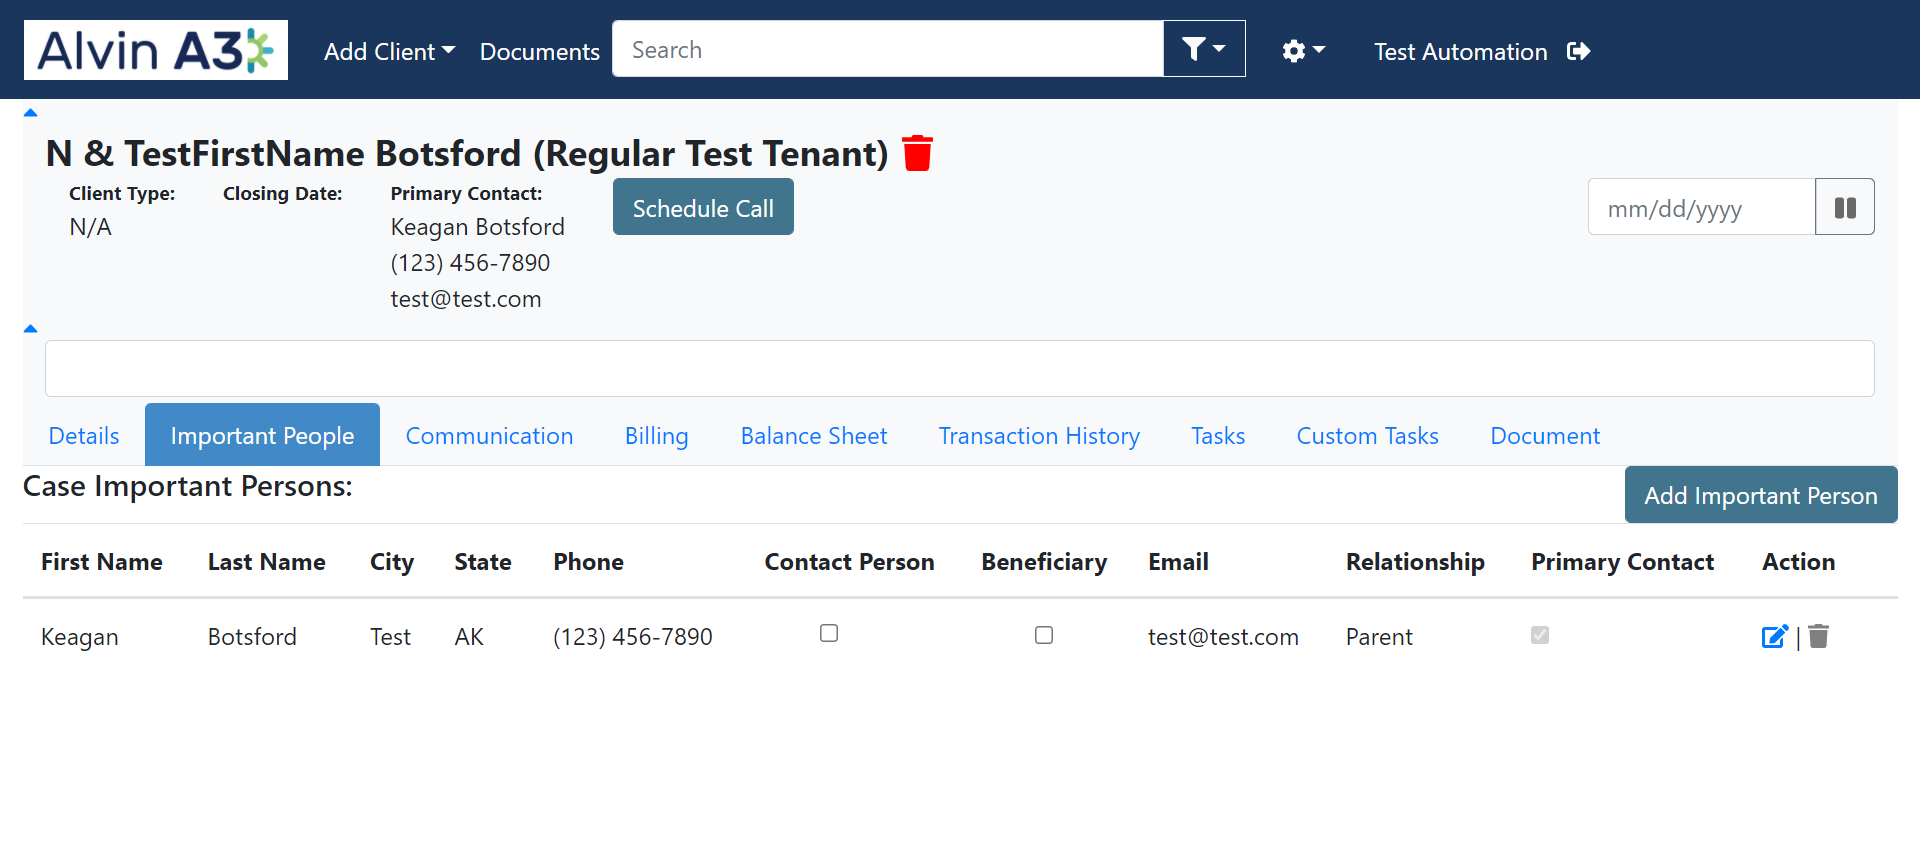 Alvin A3
Add Client Documents Search Test Automation
N & TestFirstName Botsford (Regular Test Tenant)
Client Type: Closing Date: Primary Contact: Schedule Call mm/dd/yyyy
N/A Keagan Botsford
(123) 456-7890
test@test.com
Details Important People Communication Billing Balance Sheet Transaction History Tasks Custom Tasks Document
Case Important Persons: Add Important Person
First Name Last Name City State Phone Contact Person Beneficiary Email Relationship Primary Contact Action
Keagan Botsford Test AK (123) 456-7890 test@test.com Parent |